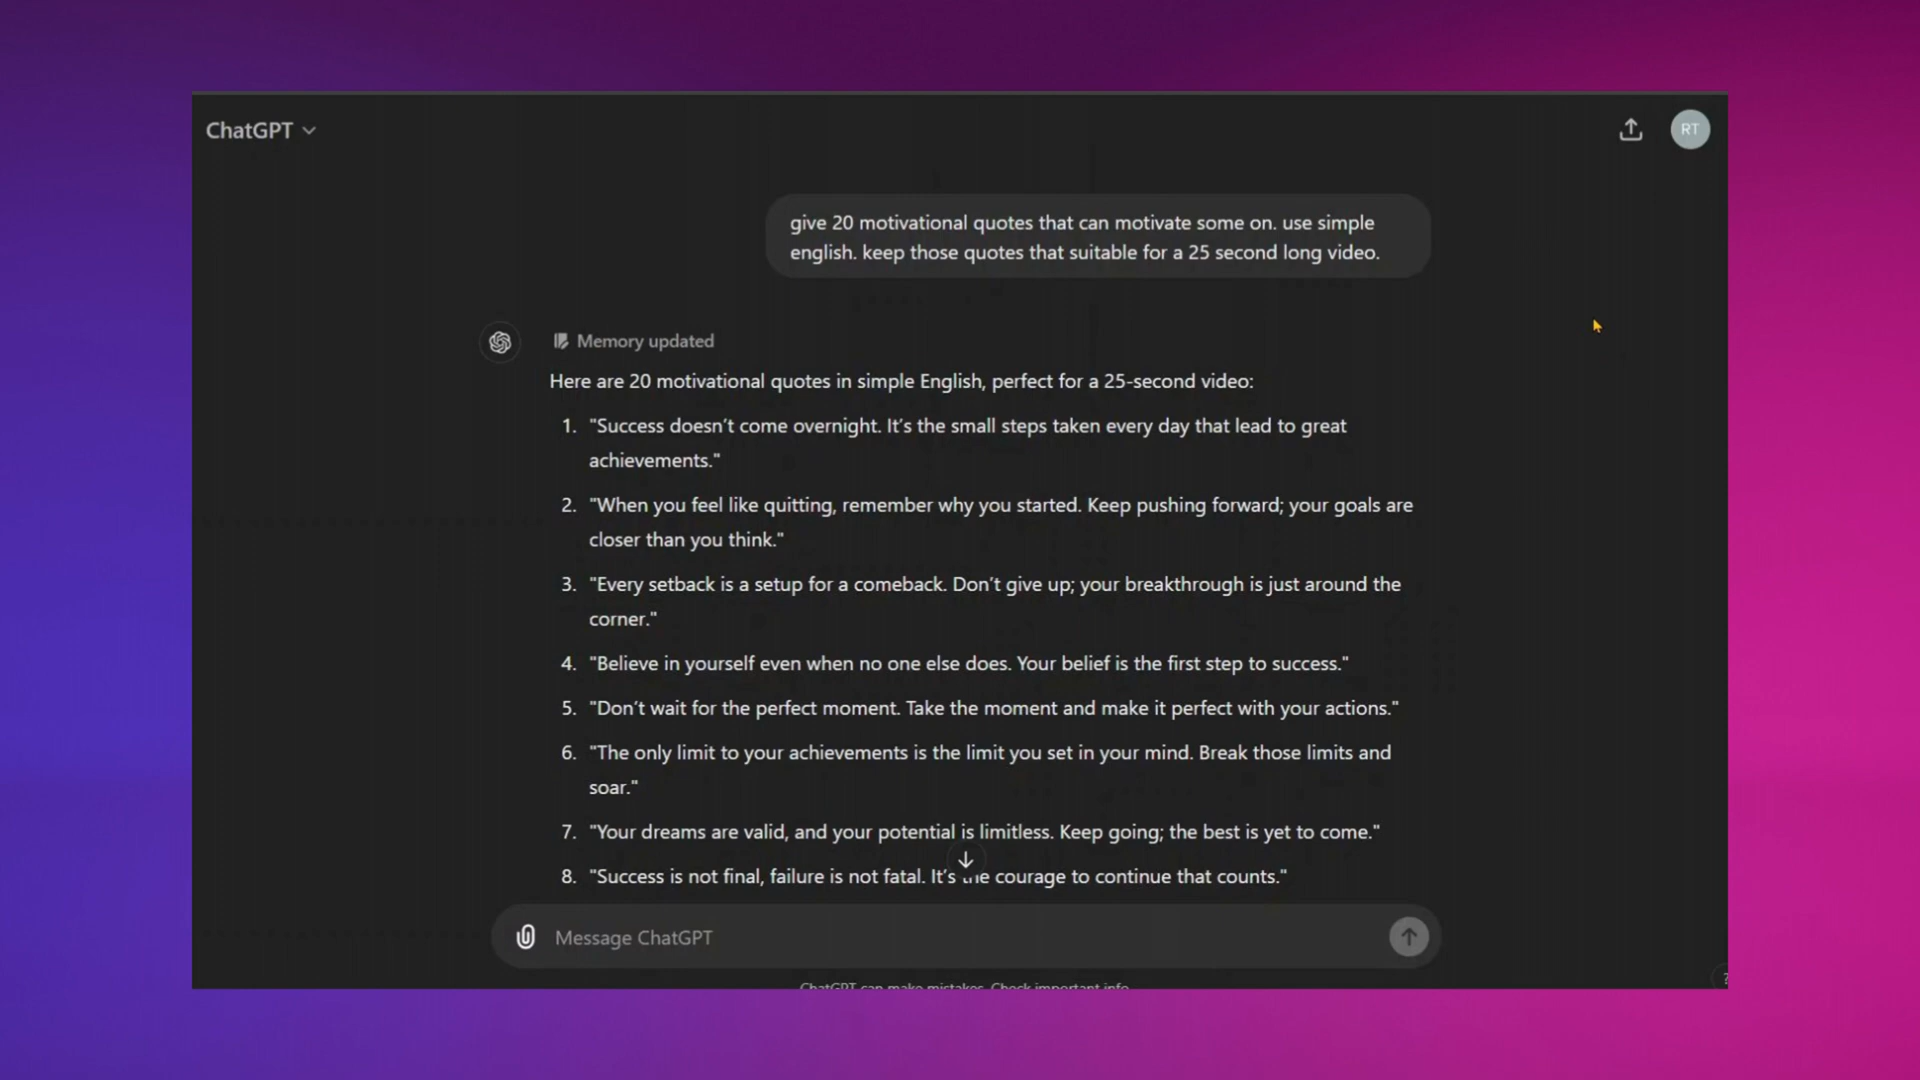 ChatGPT
RT
give 20 motivational quotes that can motivate some on. use simple
english. keep those quotes that suitable for a 25 second long video.
Memory updated
Here are 20 motivational quotes in simple English, perfect for a 25-second video:
1. "Success doesn't come overnight. It's the small steps taken every day that lead to great
achievements."
2. "When you feel like quitting, remember why you started. Keep pushing forward; your goals are
closer than you think."
3. "Every setback is a setup for a comeback. Don't give up; your breakthrough is just around the
corner."
4. "Believe in yourself even when no one else does. Your belief is the first step to success."
5. "Don't wait for the perfect moment. Take the moment and make it perfect with your actions."
6. "The only limit to your achievements is the limit you set in your mind. Break those limits and
soar."
7. "Your dreams are valid, and your potential is limitless. Keep going; the best is yet to come."
8. "Success is not final, failure is not fatal. It's the courage to continue that counts."
Message ChatGPT
ChatGPT can make mistakes. Check important info.
?